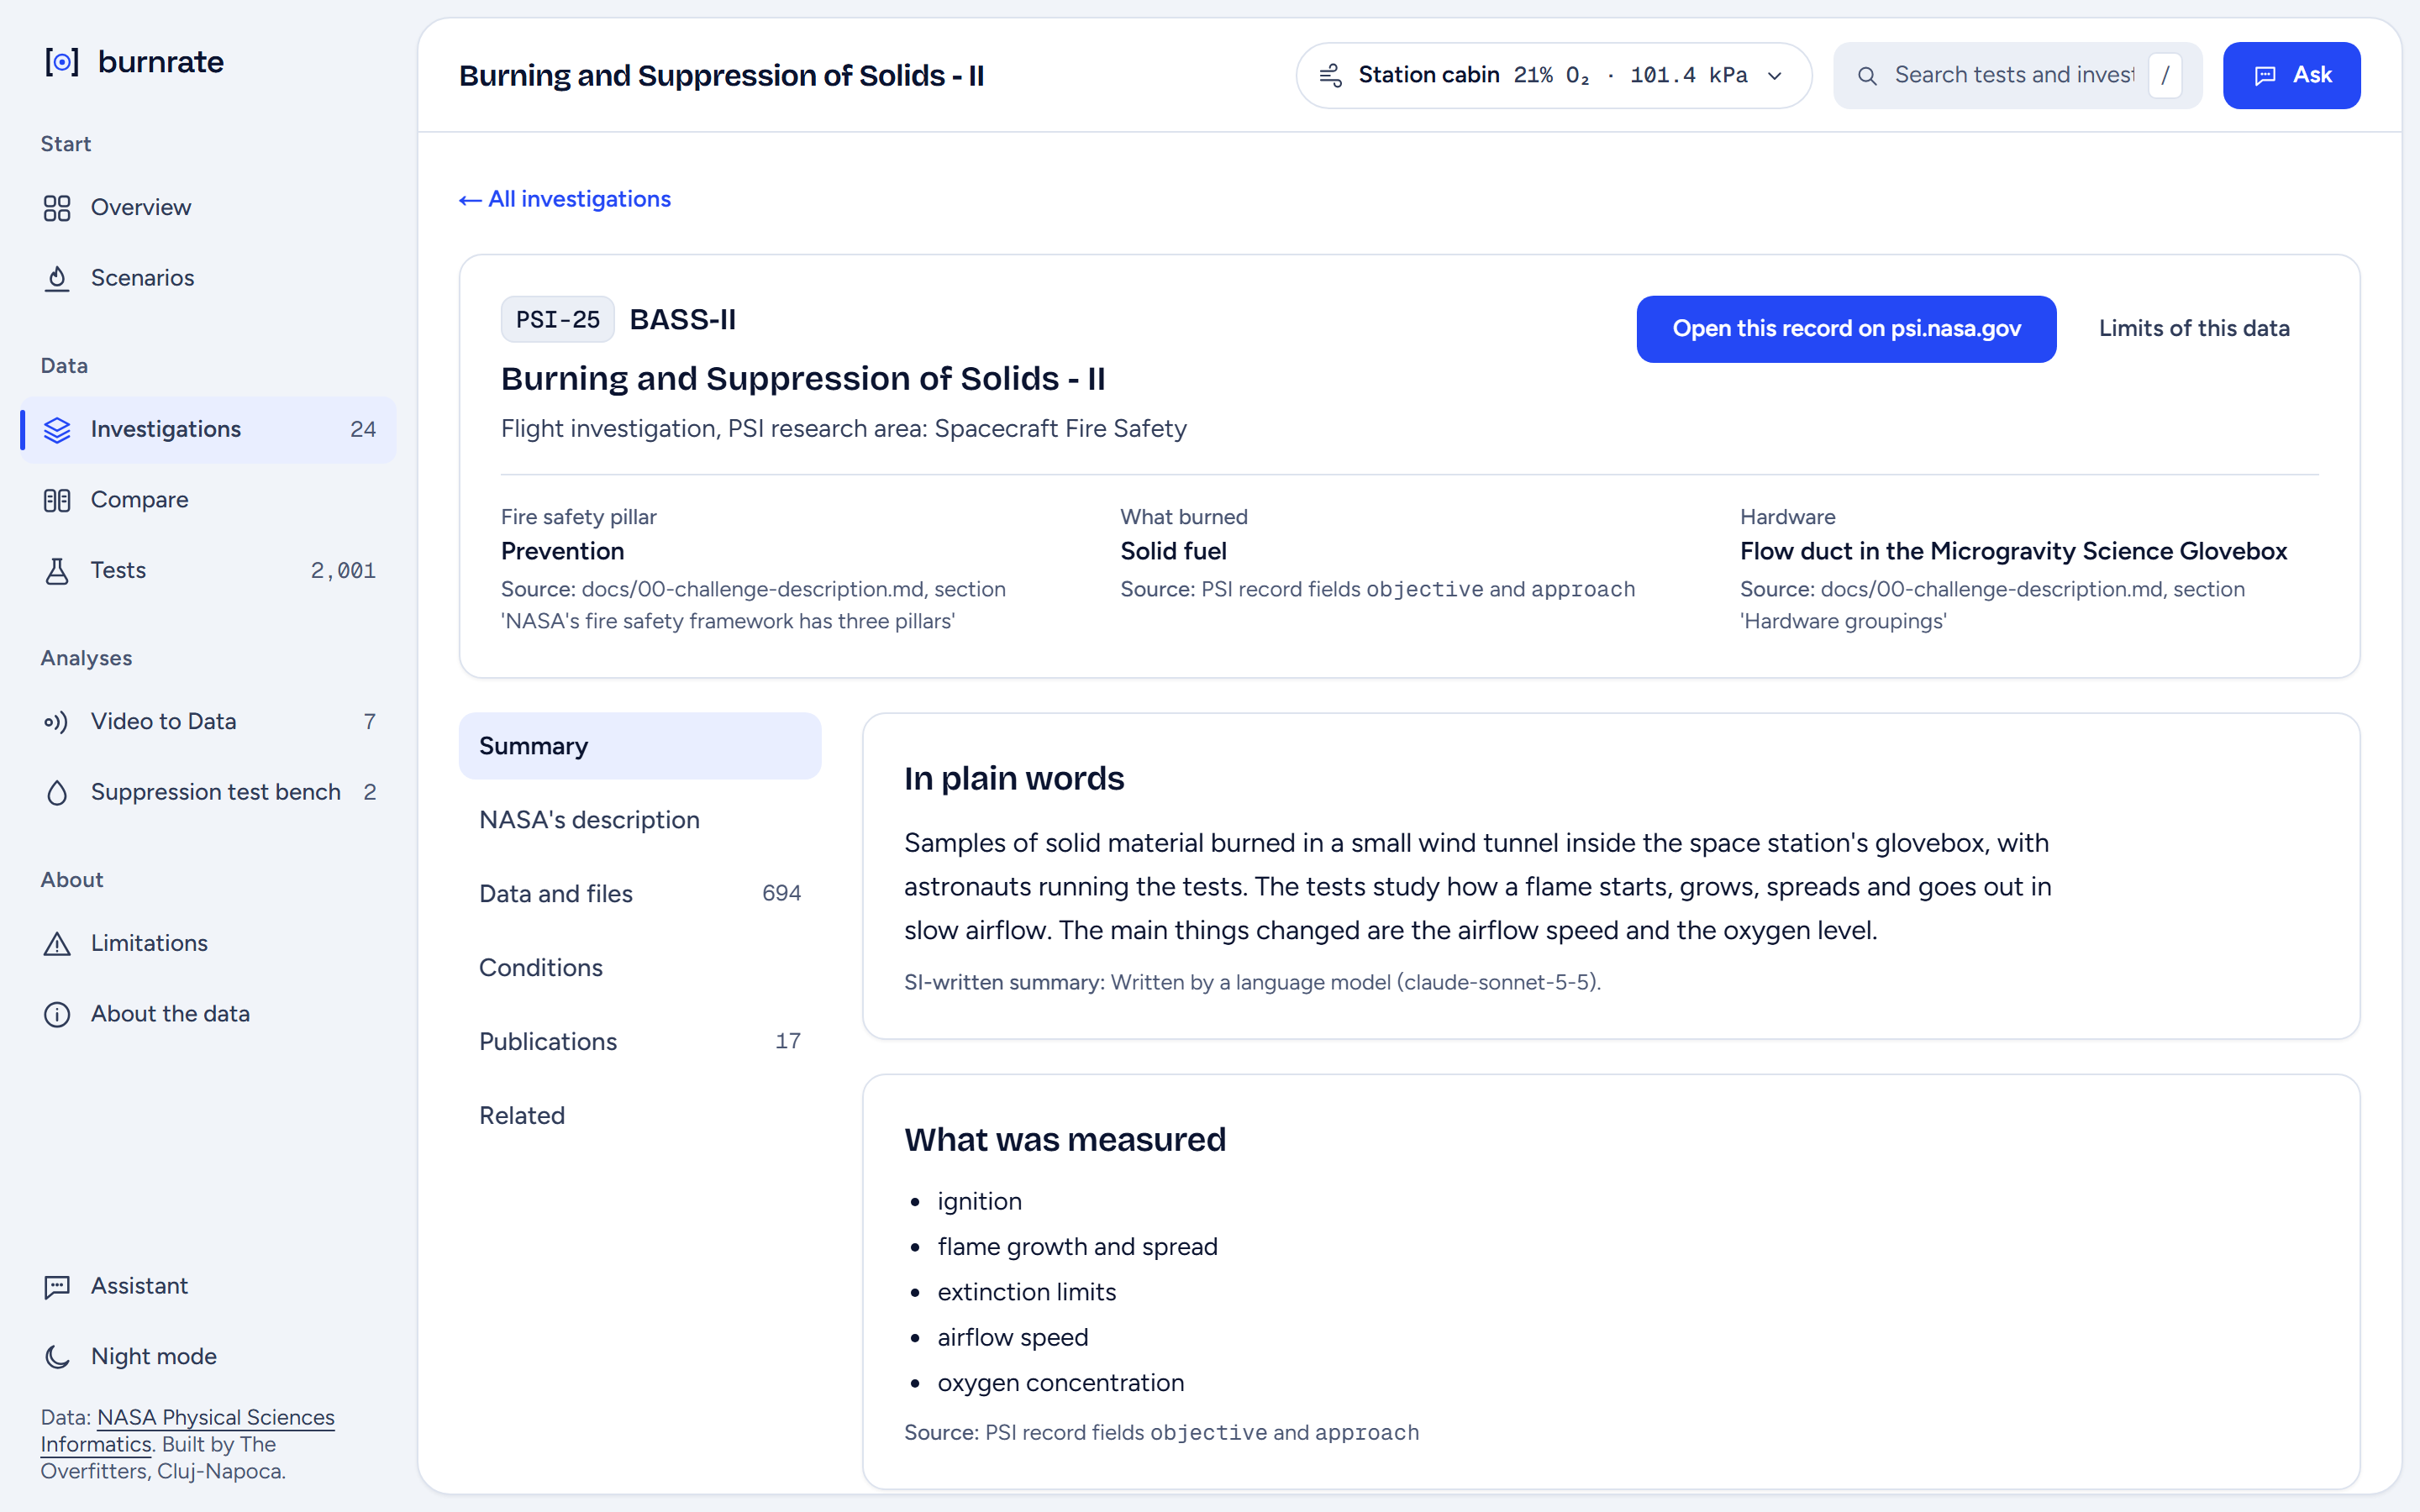 burnrate
Start
Overview
Scenarios
Data
Investigations 24
Compare
Tests 2,001
Analyses
Video to Data 7
Suppression test bench 2
About
Limitations
About the data
Assistant
Night mode
Data: NASA Physical Sciences
Informatics. Built by The
Overfitters, Cluj-Napoca.
Burning and Suppression of Solids - II
Station cabin 21% O₂ · 101.4 kPa
Search tests and invest /
Ask
← All investigations
PSI-25 BASS-II
Open this record on psi.nasa.gov
Limits of this data
Burning and Suppression of Solids - II
Flight investigation, PSI research area: Spacecraft Fire Safety
Fire safety pillar
Prevention
Source: docs/00-challenge-description.md, section
'NASA's fire safety framework has three pillars'
What burned
Solid fuel
Source: PSI record fields objective and approach
Hardware
Flow duct in the Microgravity Science Glovebox
Source: docs/00-challenge-description.md, section
'Hardware groupings'
Summary
NASA's description
Data and files 694
Conditions
Publications 17
Related
In plain words
Samples of solid material burned in a small wind tunnel inside the space station's glovebox, with
astronauts running the tests. The tests study how a flame starts, grows, spreads and goes out in
slow airflow. The main things changed are the airflow speed and the oxygen level.
SI-written summary: Written by a language model (claude-sonnet-5-5).
What was measured
• ignition
• flame growth and spread
• extinction limits
• airflow speed
• oxygen concentration
Source: PSI record fields objective and approach